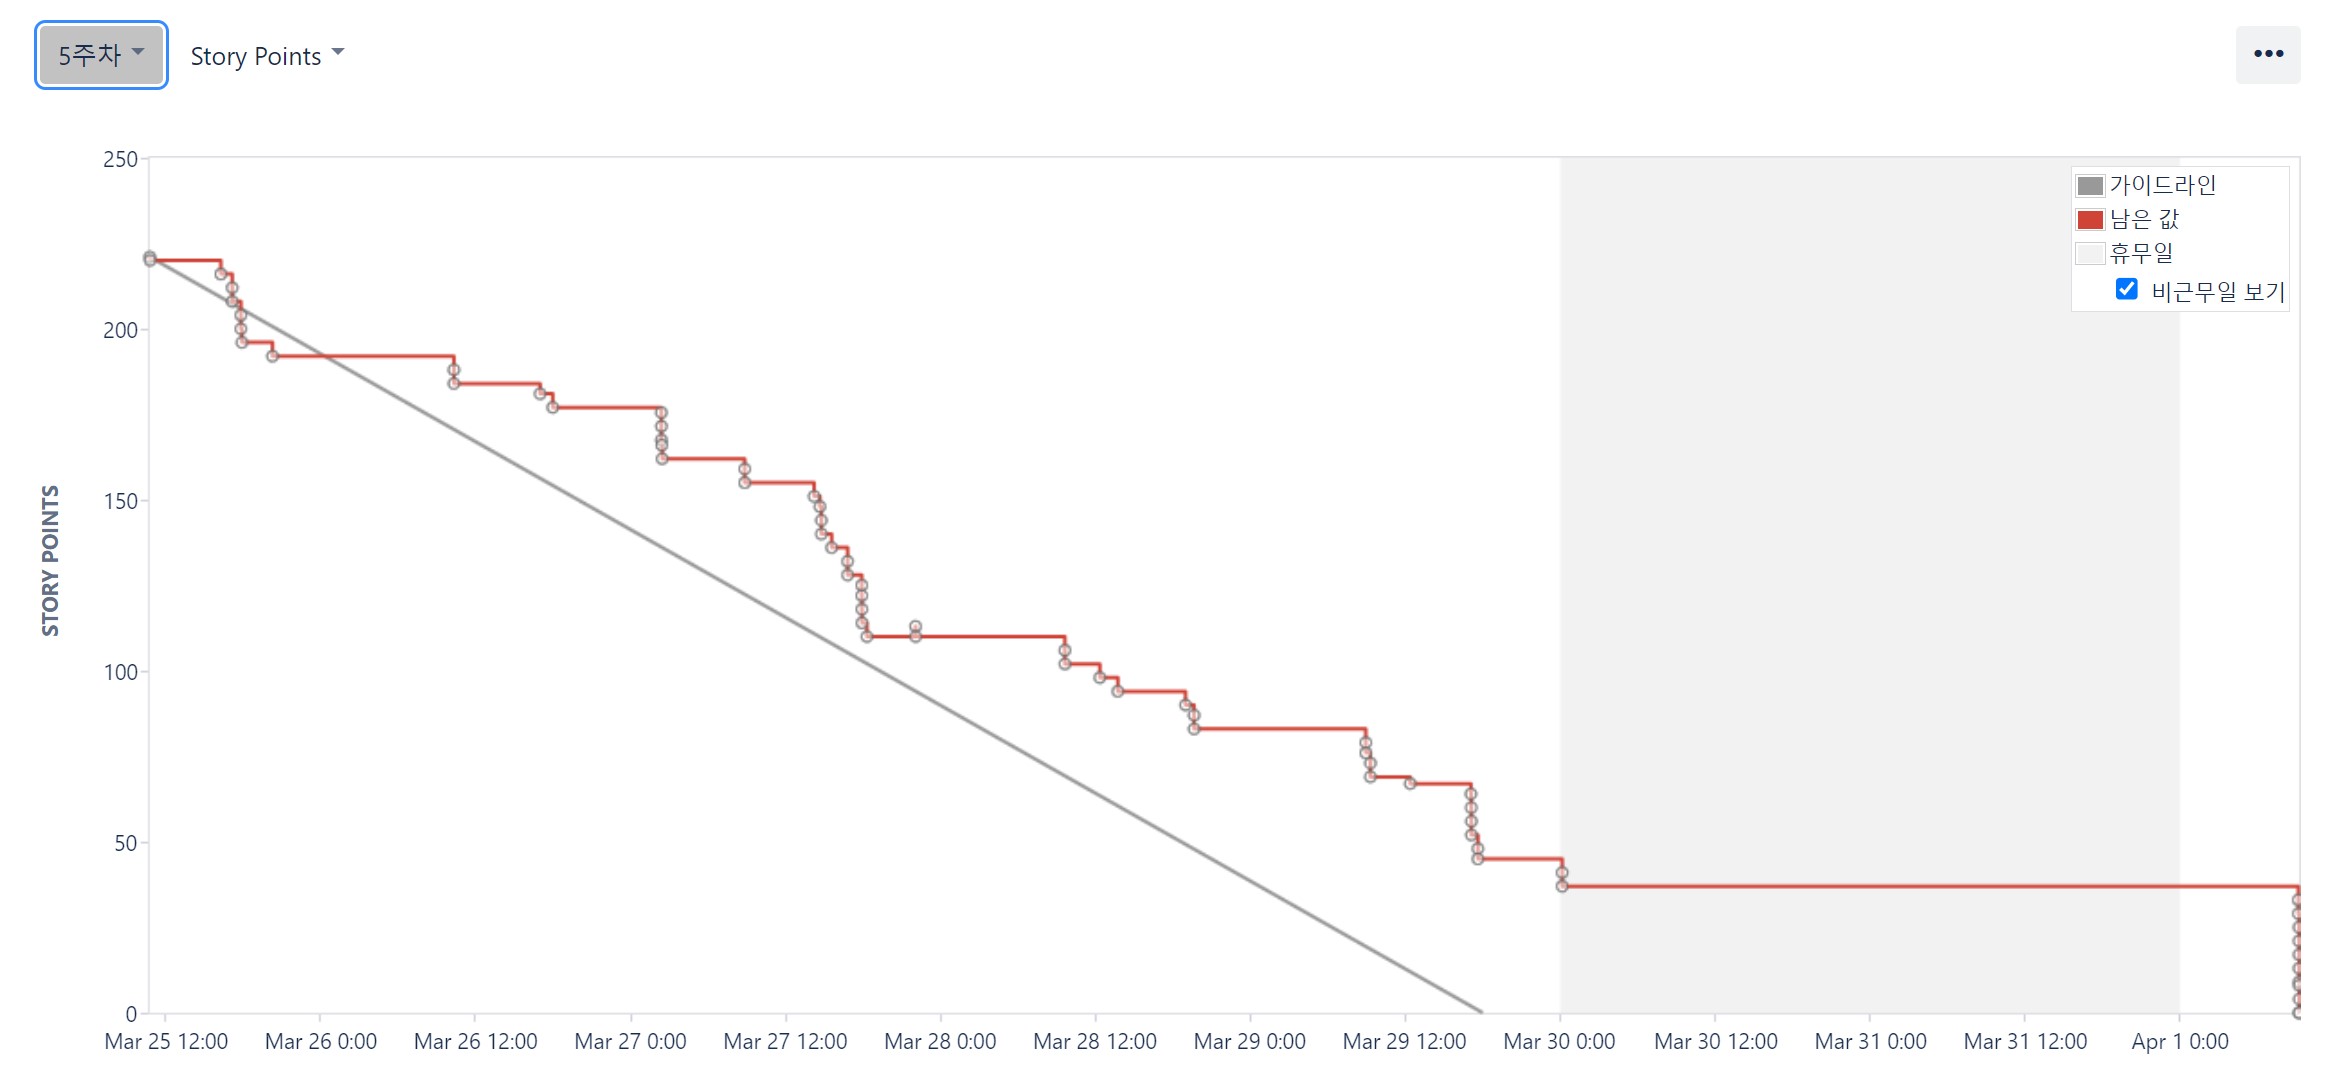 5주차
Story Points
•••
가이드라인
남은 값
휴무일
비근무일 보기
STORY POINTS
250
200
150
100
50
0
Mar 25 12:00
Mar 26 0:00
Mar 26 12:00
Mar 27 0:00
Mar 27 12:00
Mar 28 0:00
Mar 28 12:00
Mar 29 0:00
Mar 29 12:00
Mar 30 0:00
Mar 30 12:00
Mar 31 0:00
Mar 31 12:00
Apr 1 0:00